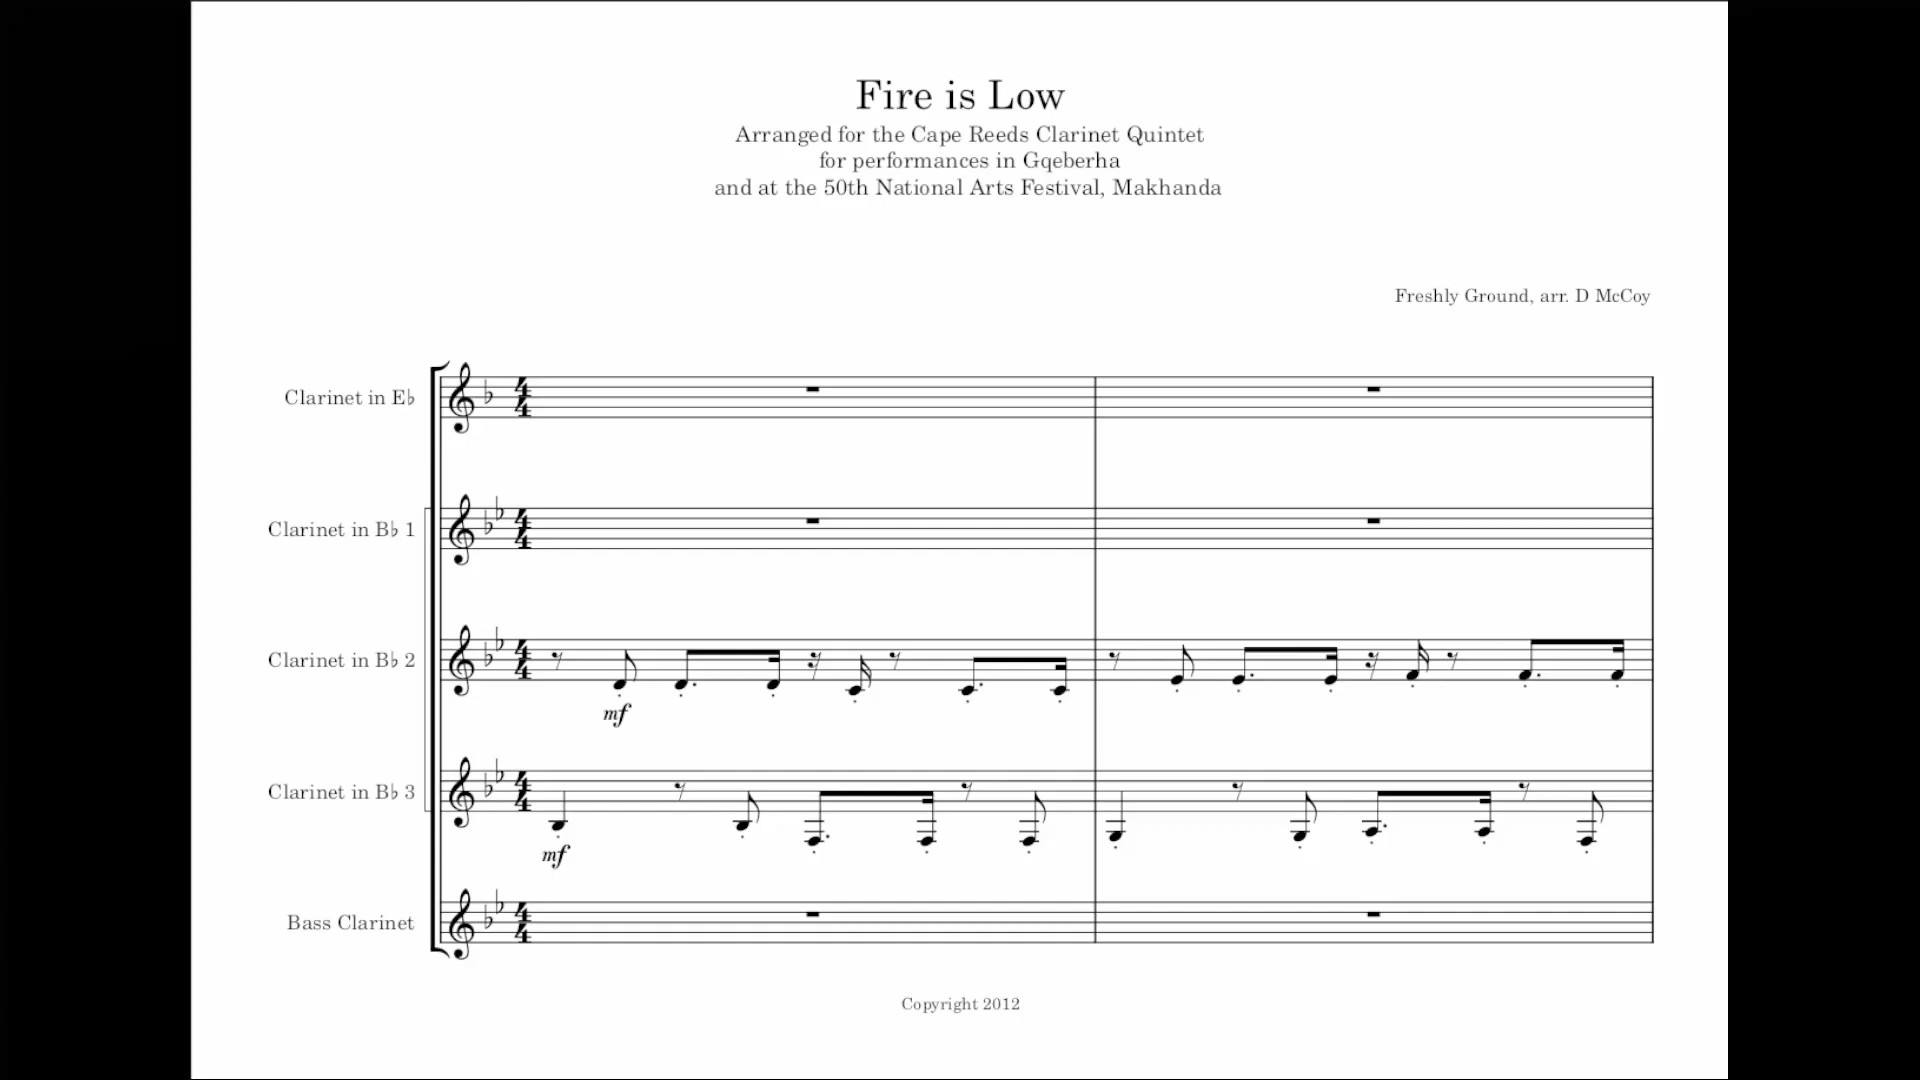 Fire is Low
Arranged for the Cape Reeds Clarinet Quintet
for performances in Gqeberha
and at the 50th National Arts Festival, Makhanda
Freshly Ground, arr. D McCoy
Clarinet in E♭
Clarinet in B♭ 1
Clarinet in B♭ 2
mf
Clarinet in B♭ 3
mf
Bass Clarinet
Copyright 2012